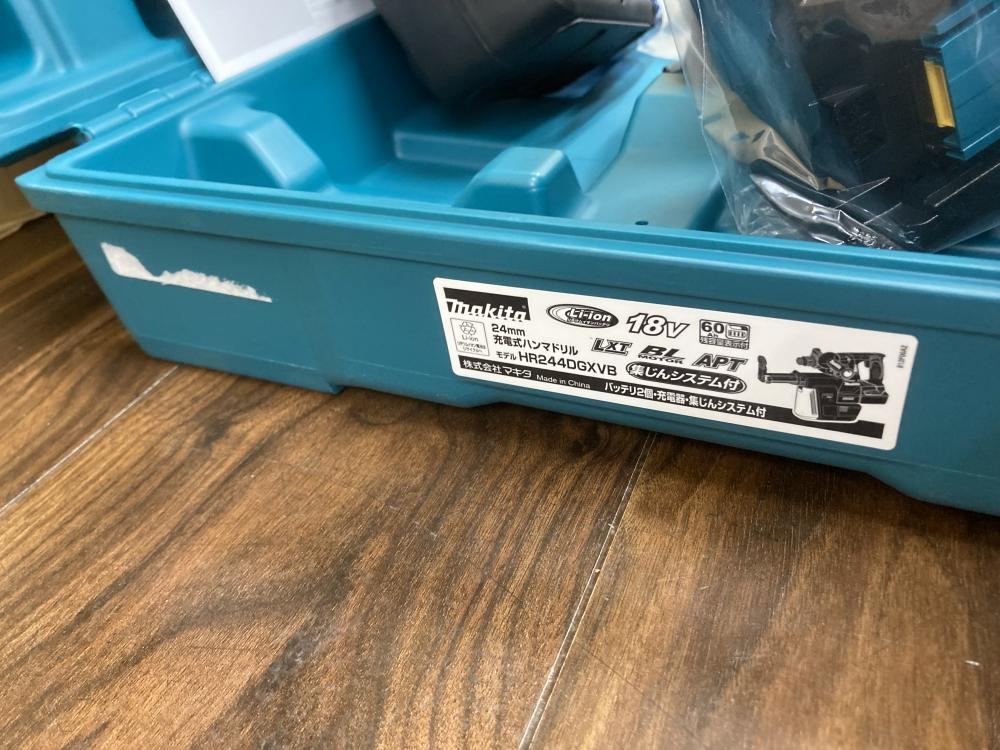 makita
Li-ion
24mm
充電式ハンマドリル
モデル HR244DGXVB
株式会社マキタ Made in China
Li-ion
18V
60
Ah
残容量表示付
LXT BL MOTOR APT
集じんシステム付
バッテリ2個・充電器・集じんシステム付